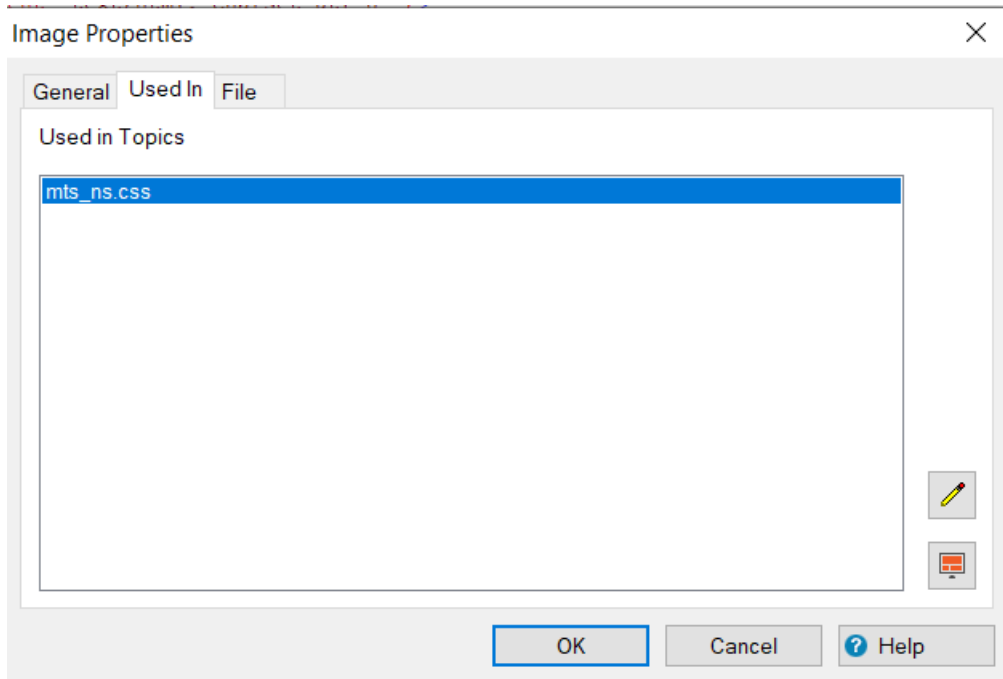 Image Properties
General Used In File
Used in Topics
mts_ns.css
OK Cancel ? Help